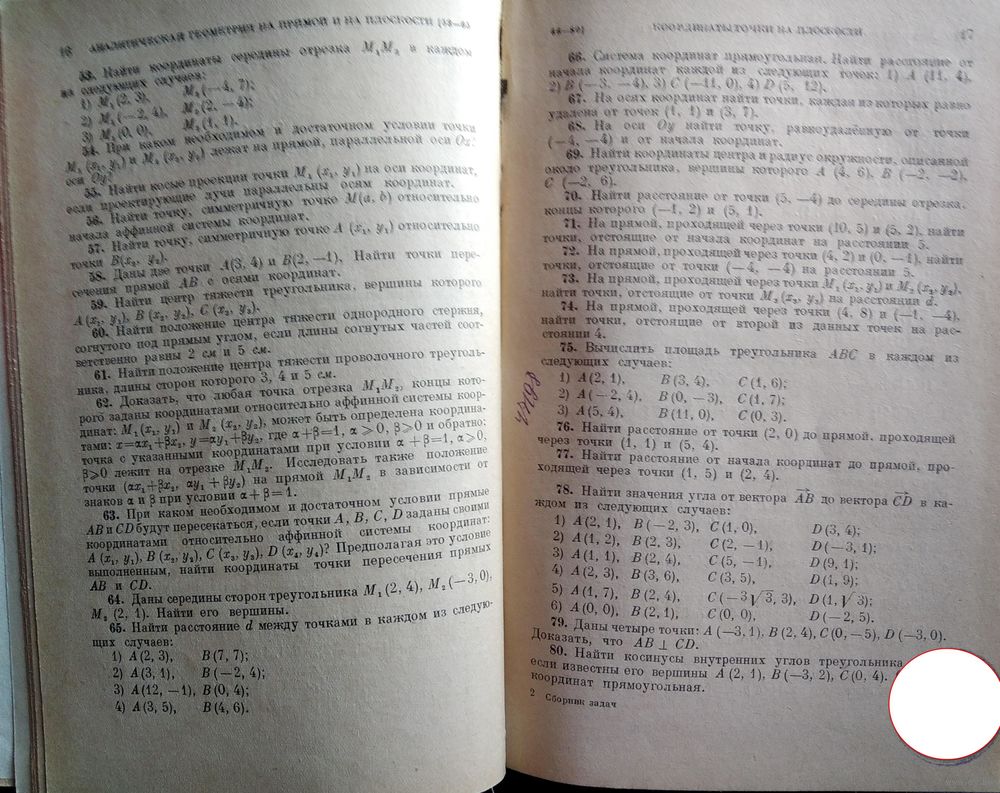 16 АНАЛИТИЧЕСКАЯ ГЕОМЕТРИЯ НА ПРЯМОЙ И НА ПЛОСКОСТИ
53. Найти координаты середины отрезка M₁M₂ в каждом
из следующих случаев:
1) M₁(2, 3), M₂(−4, 7);
2) M₁(−2, 4), M₂(2, −4);
3) M₁(0, 0), M₂(1, 1).
54. При каком необходимом и достаточном условии точки
M₁(x₁, y₁) и M₂(x₂, y₂) лежат на прямой, параллельной оси Ox:
оси Oy?
55. Найти косые проекции точки M₁(x₁, y₁) на оси координат,
если проектирующие лучи параллельны осям координат.
56. Найти точку, симметричную точке M(a, b) относительно
начала аффинной системы координат.
57. Найти точку, симметричную точке A(x₁, y₁) относительно
точки B(x₂, y₂).
58. Даны две точки A(3, 4) и B(2, −1). Найти точки пере-
сечения прямой AB с осями координат.
59. Найти центр тяжести треугольника, вершины которого
A(x₁, y₁), B(x₂, y₂), C(x₃, y₃).
60. Найти положение центра тяжести однородного стержня,
согнутого под прямым углом, если длины согнутых частей соот-
ветственно равны 2 см и 5 см.
61. Найти положение центра тяжести проволочного треуголь-
ника, длины сторон которого 3, 4 и 5 см.
62. Доказать, что любая точка отрезка M₁M₂, концы кото-
рого заданы координатами относительно аффинной системы коор-
динат: M₁(x₁, y₁) и M₂(x₂, y₂), может быть определена координа-
тами: x=αx₁+βx₂, y=αy₁+βy₂, где α+β=1, α⩾0, β⩾0 и обратно:
точка с указанными координатами при условии α+β=1, α⩾0,
β⩾0 лежит на отрезке M₁M₂. Исследовать также положение
точки (αx₁+βx₂, αy₁+βy₂) на прямой M₁M₂ в зависимости от
знаков α и β при условии α+β=1.
63. При каком необходимом и достаточном условии прямые
AB и CD будут пересекаться, если точки A, B, C, D заданы своими
координатами относительно аффинной системы координат:
A(x₁, y₁), B(x₂, y₂), C(x₃, y₃), D(x₄, y₄)? Предполагая это условие
выполненным, найти координаты точки пересечения прямых
AB и CD.
64. Даны середины сторон треугольника M₁(2, 4), M₂(−3, 0),
M₃(2, 1). Найти его вершины.
65. Найти расстояние d между точками в каждом из следую-
щих случаев:
1) A(2, 3), B(7, 7);
2) A(3, 1), B(−2, 4);
3) A(12, −1), B(0, 4);
4) A(3, 5), B(4, 6).
КООРДИНАТЫ ТОЧКИ НА ПЛОСКОСТИ 17
66. Система координат прямоугольная. Найти расстояние от
начала координат каждой из следующих точек: 1) A(11, 4),
2) B(−3, −4), 3) C(−11, 0), 4) D(5, 12).
67. На осях координат найти точки, каждая из которых равно
удалена от точек (1, 1) и (3, 7).
68. На оси Oy найти точку, равноудалённую от точки
(−4, −4) и от начала координат.
69. Найти координаты центра и радиус окружности, описанной
около треугольника, вершины которого A(4, 6), B(−2, −2),
C(−2, 6).
70. Найти расстояние от точки (5, −4) до середины отрезка,
концы которого (−1, 2) и (5, 1).
71. На прямой, проходящей через точки (10, 5) и (5, 2), найти
точки, отстоящие от начала координат на расстоянии 5.
72. На прямой, проходящей через точки (4, 2) и (0, −1), найти
точки, отстоящие от точки (−4, −4) на расстоянии 5.
73. На прямой, проходящей через точки M₁(x₁, y₁) и M₂(x₂, y₂),
найти точки, отстоящие от точки M₂(x₂, y₂) на расстоянии d.
74. На прямой, проходящей через точки (4, 8) и (−1, −4),
найти точки, отстоящие от второй из данных точек на рас-
стоянии 4.
75. Вычислить площадь треугольника ABC в каждом из
следующих случаев:
1) A(2, 1), B(3, 4), C(1, 6);
2) A(−2, 4), B(0, −3), C(1, 7);
3) A(5, 4), B(11, 0), C(0, 3).
76. Найти расстояние от точки (2, 0) до прямой, проходящей
через точки (1, 1) и (5, 4).
77. Найти расстояние от начала координат до прямой, про-
ходящей через точки (1, 5) и (2, 4).
78. Найти значения угла от вектора AB до вектора CD в ка-
ждом из следующих случаев:
1) A(2, 1), B(−2, 3), C(1, 0), D(3, 4);
2) A(1, 2), B(2, 3), C(2, −1), D(−3, 1);
3) A(1, 1), B(2, 4), C(5, −1), D(9, 1);
4) A(2, 3), B(3, 6), C(3, 5), D(1, 9);
5) A(1, 7), B(2, 4), C(−3√3, 3), D(1, √3);
6) A(0, 0), B(2, 1), C(0, 0), D(−2, 5).
79. Даны четыре точки: A(−3, 1), B(2, 4), C(0, −5), D(−3, 0).
Доказать, что AB ⊥ CD.
80. Найти косинусы внутренних углов треугольника
если известны его вершины A(2, 1), B(−3, 2), C(0, 4).
координат прямоугольная.
2 Сборник задач